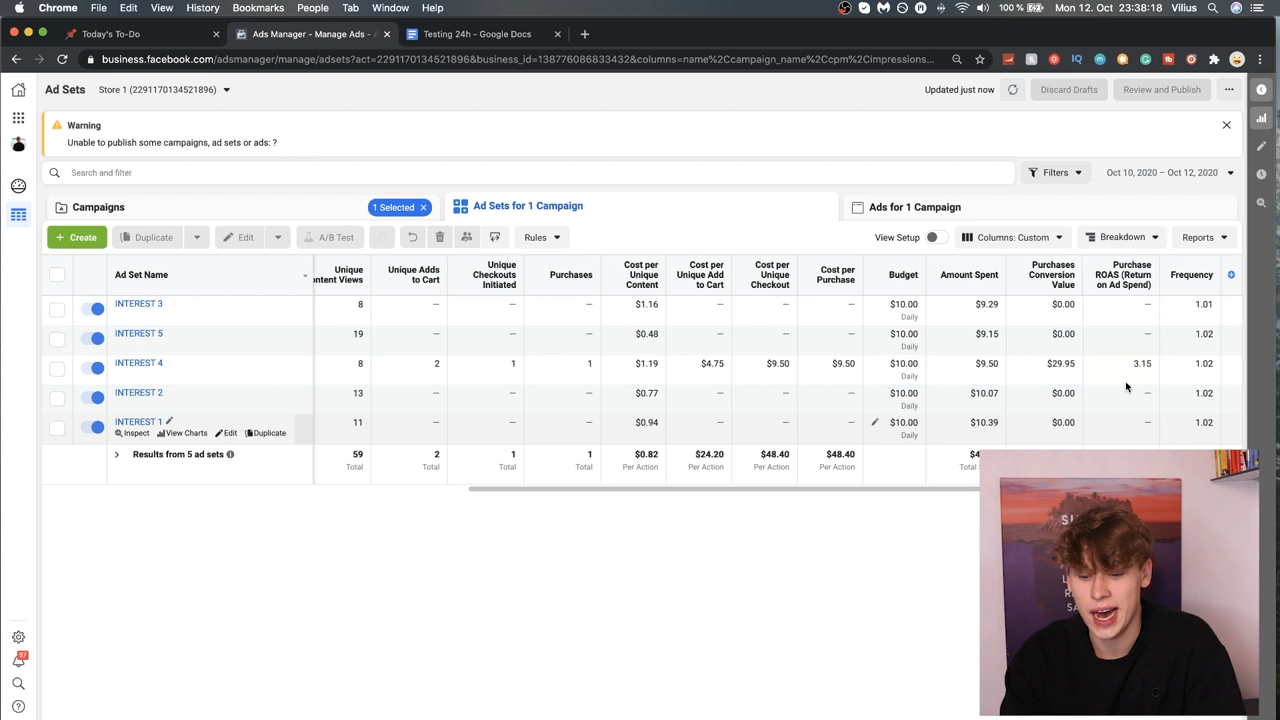 Chrome File Edit View History Bookmarks People Tab Window Help 100 % Mon 12. Oct 23:38:18 Vilius
Today's To-Do × Ads Manager - Manage Ads - × Testing 24h - Google Docs × +
business.facebook.com/adsmanager/manage/adsets?act=2291170134521896&business_id=138776086833432&columns=name%2Ccampaign_name%2Ccpm%2Cimpressions...
Ad Sets Store 1 (2291170134521896) Updated just now Discard Drafts Review and Publish ...
Warning
Unable to publish some campaigns, ad sets or ads: ?
Search and filter Filters Oct 10, 2020 – Oct 12, 2020
Campaigns 1 Selected × Ad Sets for 1 Campaign Ads for 1 Campaign
+ Create Duplicate Edit A/B Test Rules View Setup Columns: Custom Breakdown Reports
Ad Set Name Unique ontent Views Unique Adds to Cart Unique Checkouts Initiated Purchases Cost per Unique Content Cost per Unique Add to Cart Cost per Unique Checkout Cost per Purchase Budget Amount Spent Purchases Conversion Value Purchase ROAS (Return on Ad Spend) Frequency
INTEREST 3 8 — — — $1.16 — — — $10.00 $9.29 $0.00 — 1.01
Daily
INTEREST 5 19 — — — $0.48 — — — $10.00 $9.15 $0.00 — 1.02
Daily
INTEREST 4 8 2 1 1 $1.19 $4.75 $9.50 $9.50 $10.00 $9.50 $29.95 3.15 1.02
Daily
INTEREST 2 13 — — — $0.77 — — — $10.00 $10.07 $0.00 — 1.02
Daily
INTEREST 1 11 — — — $0.94 — — — $10.00 $10.39 $0.00 — 1.02
Inspect View Charts Edit Duplicate Daily
Results from 5 ad sets 59 2 1 1 $0.82 $24.20 $48.40 $48.40
Total Total Total Total Per Action Per Action Per Action Per Action Total
57